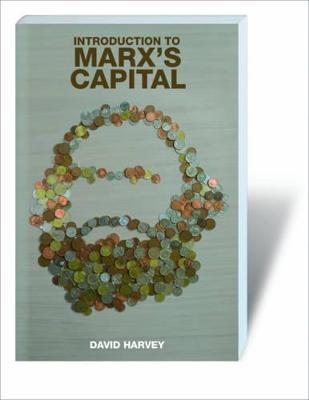 INTRODUCTION TO
MARX'S
CAPITAL
DAVID HARVEY